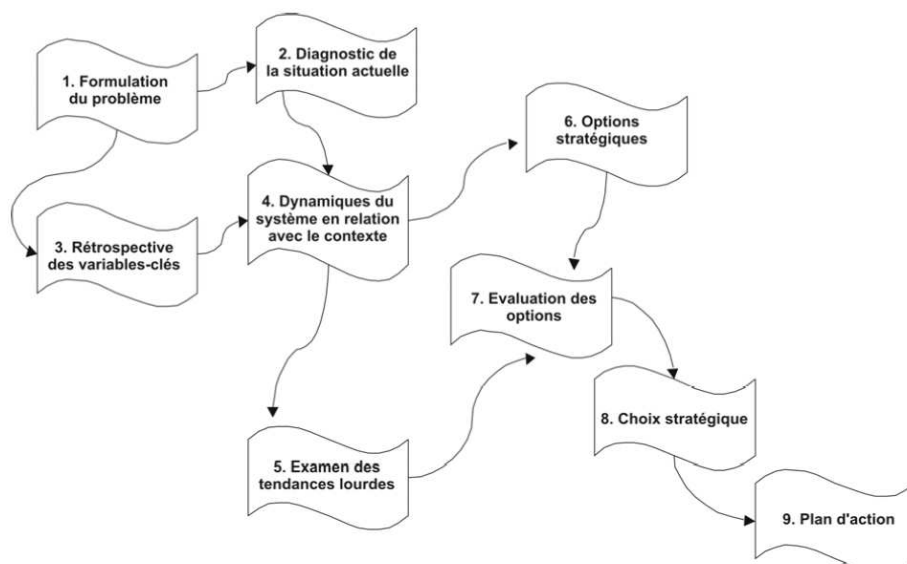 1. Formulation
du problème
2. Diagnostic de
la situation actuelle
3. Rétrospective
des variables-clés
4. Dynamiques du
système en relation
avec le contexte
5. Examen des
tendances lourdes
6. Options
stratégiques
7. Evaluation des
options
8. Choix stratégique
9. Plan d'action